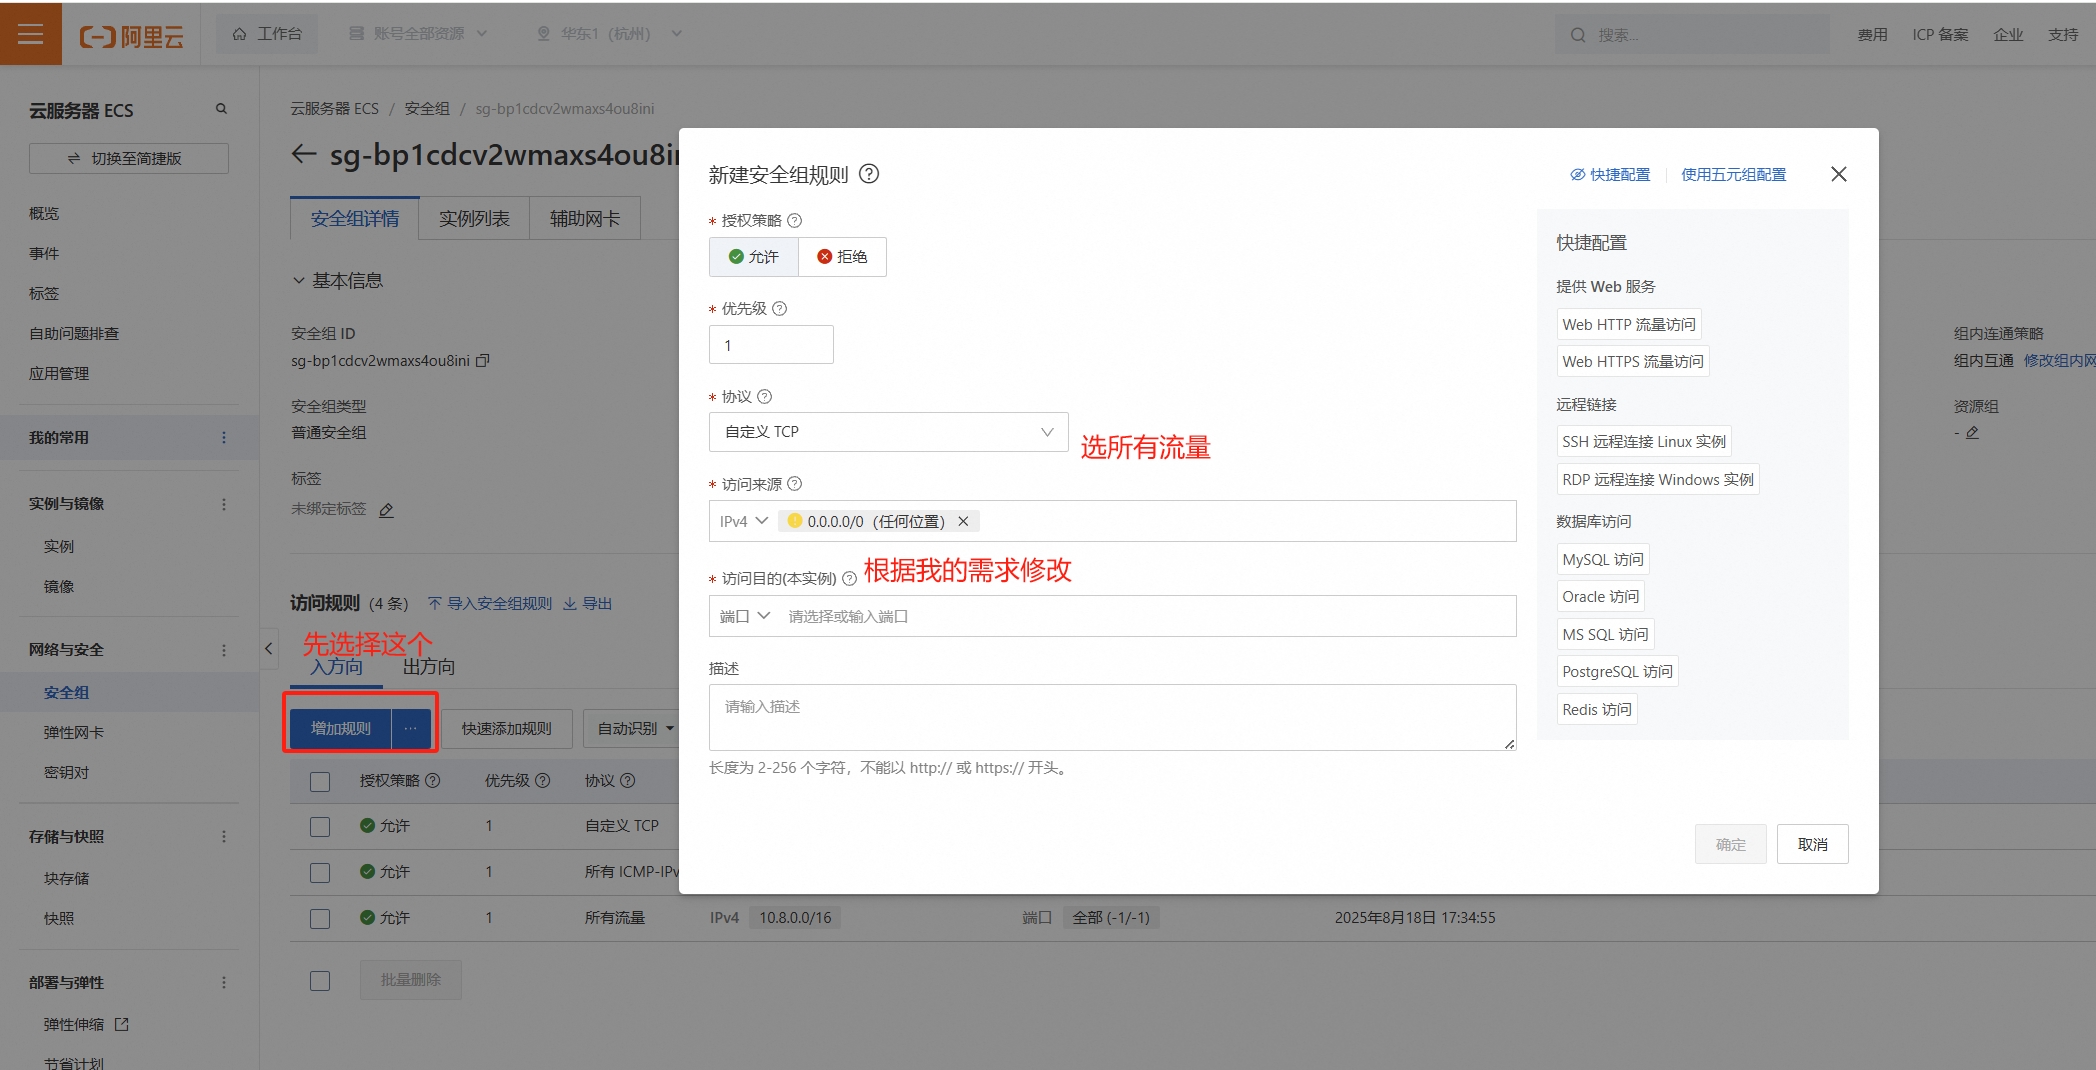 阿里云
工作台
账号全部资源
华东1（杭州）
搜索...
费用
ICP 备案
企业
支持
云服务器 ECS
切换至简捷版
概览
事件
标签
自助问题排查
应用管理
我的常用
实例与镜像
实例
镜像
网络与安全
安全组
弹性网卡
密钥对
存储与快照
块存储
快照
部署与弹性
弹性伸缩
节省计划
云服务器 ECS / 安全组 / sg-bp1cdcv2wmaxs4ou8ini
sg-bp1cdcv2wmaxs4ou8i
安全组详情
实例列表
辅助网卡
基本信息
安全组 ID
sg-bp1cdcv2wmaxs4ou8ini
安全组类型
普通安全组
标签
未绑定标签
组内连通策略
组内互通 修改组内网
资源组
-
访问规则 (4 条)
导入安全组规则
导出
先选择这个
入方向
出方向
增加规则
...
快速添加规则
自动识别
授权策略
优先级
协议
允许 1 自定义 TCP
允许 1 所有 ICMP-IPv
允许 1 所有流量 IPv4 10.8.0.0/16 端口 全部 (-1/-1) 2025年8月18日 17:34:55
批量删除
新建安全组规则
快捷配置
使用五元组配置
* 授权策略
允许
拒绝
* 优先级
1
* 协议
自定义 TCP
选所有流量
* 访问来源
IPv4
0.0.0.0/0（任何位置）
* 访问目的(本实例)
根据我的需求修改
端口
请选择或输入端口
描述
请输入描述
长度为 2-256 个字符，不能以 http:// 或 https:// 开头。
确定
取消
快捷配置
提供 Web 服务
Web HTTP 流量访问
Web HTTPS 流量访问
远程链接
SSH 远程连接 Linux 实例
RDP 远程连接 Windows 实例
数据库访问
MySQL 访问
Oracle 访问
MS SQL 访问
PostgreSQL 访问
Redis 访问